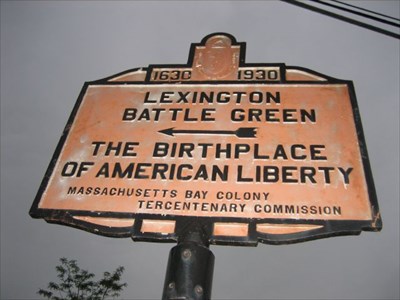 1630 1930
LEXINGTON
BATTLE GREEN
THE BIRTHPLACE
OF AMERICAN LIBERTY
MASSACHUSETTS BAY COLONY
TERCENTENARY COMMISSION